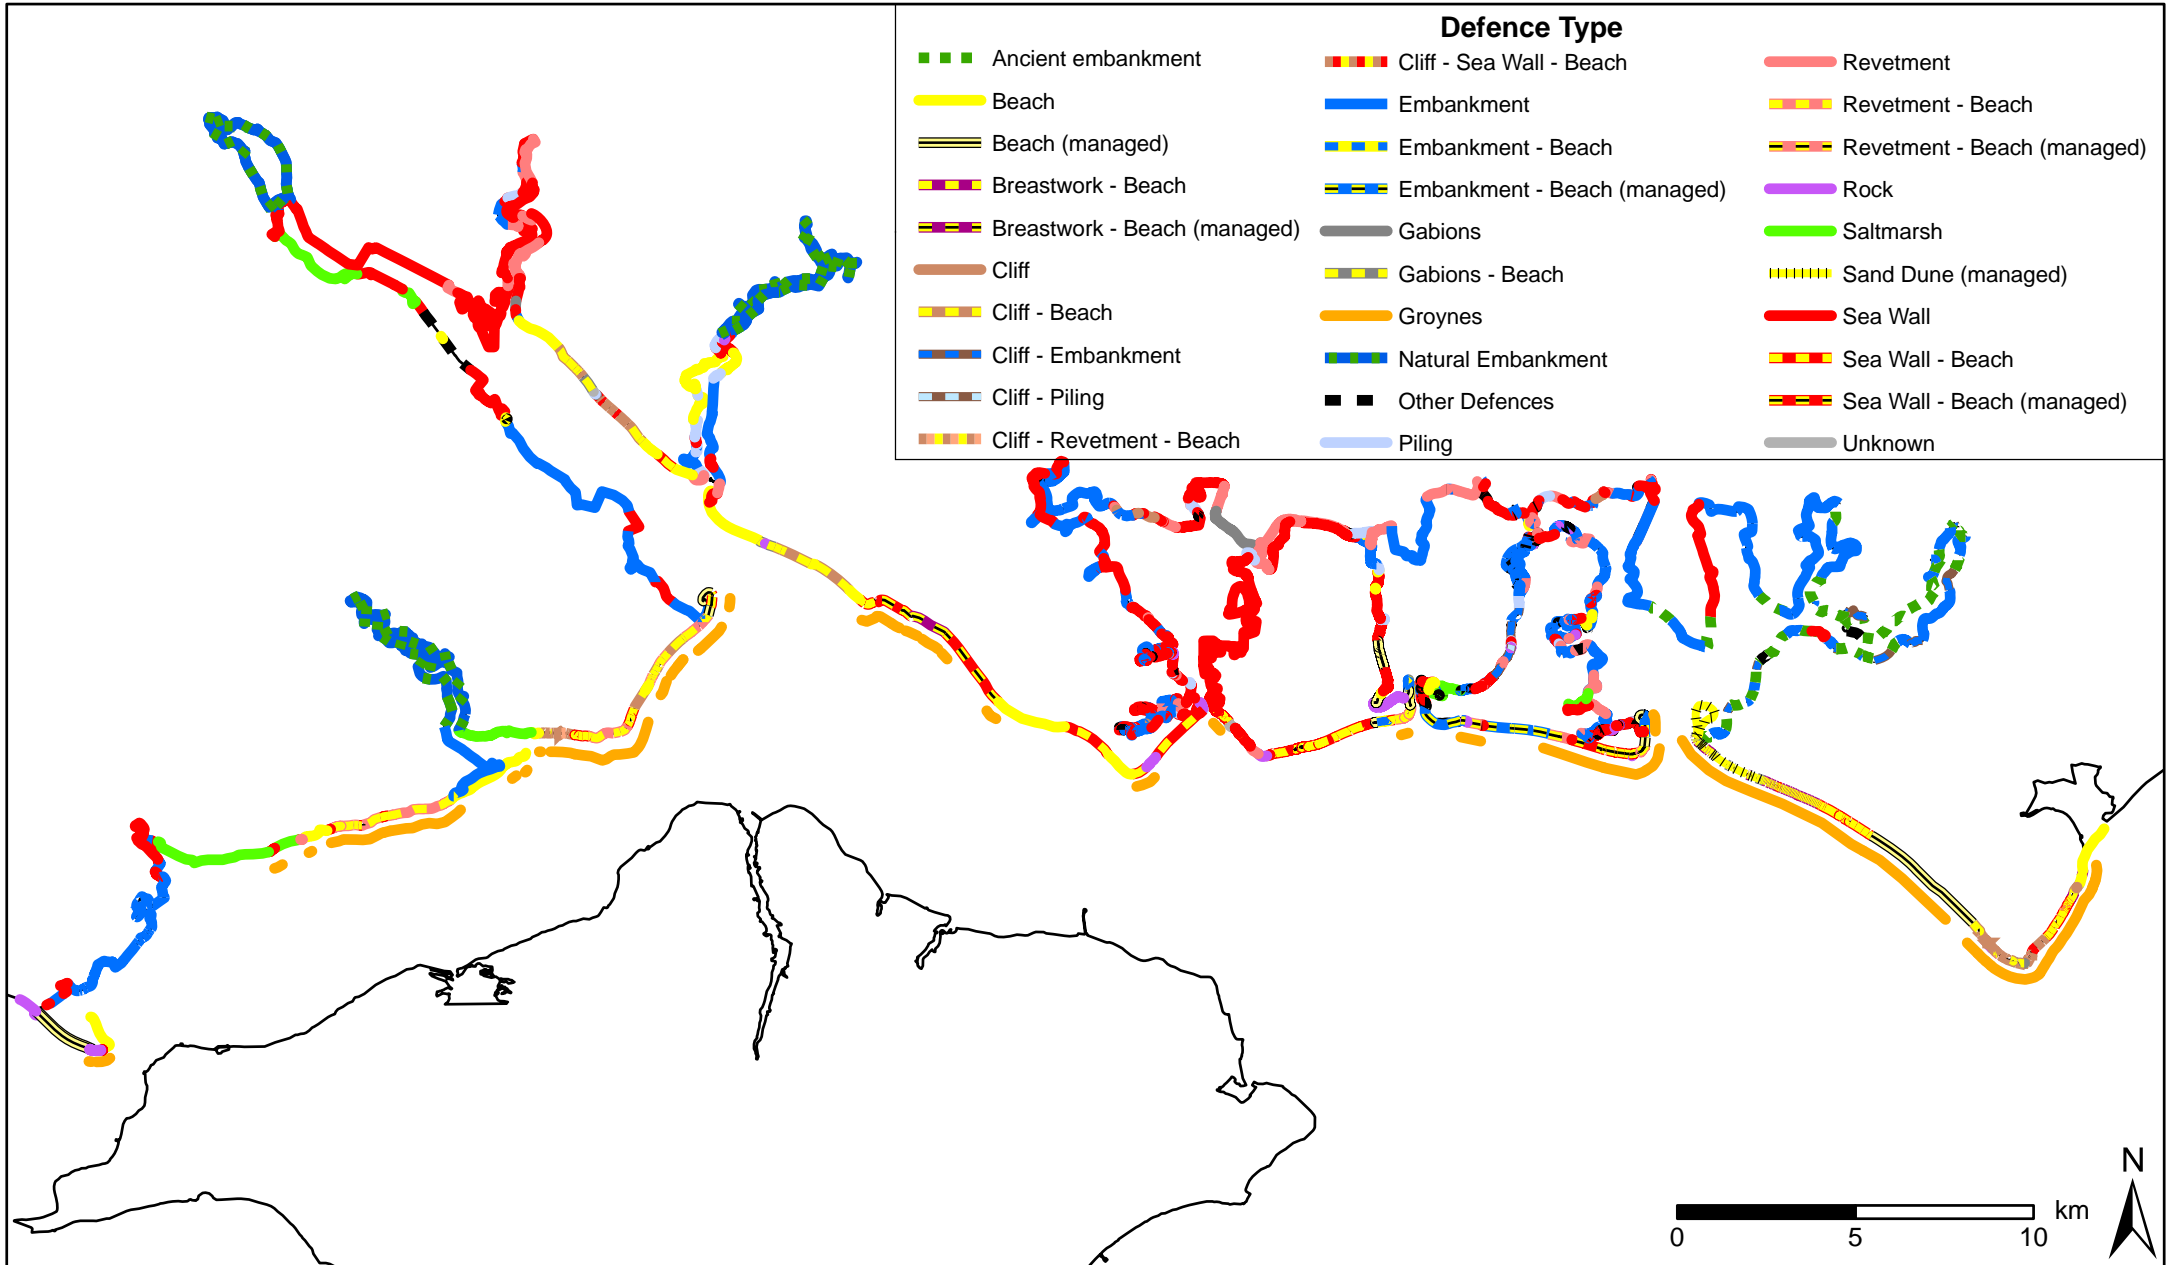 Defence Type
Ancient embankment
Beach
Beach (managed)
Breastwork - Beach
Breastwork - Beach (managed)
Cliff
Cliff - Beach
Cliff - Embankment
Cliff - Piling
Cliff - Revetment - Beach
Cliff - Sea Wall - Beach
Embankment
Embankment - Beach
Embankment - Beach (managed)
Gabions
Gabions - Beach
Groynes
Natural Embankment
Other Defences
Piling
Revetment
Revetment - Beach
Revetment - Beach (managed)
Rock
Saltmarsh
Sand Dune (managed)
Sea Wall
Sea Wall - Beach
Sea Wall - Beach (managed)
Unknown
N
km
0 5 10